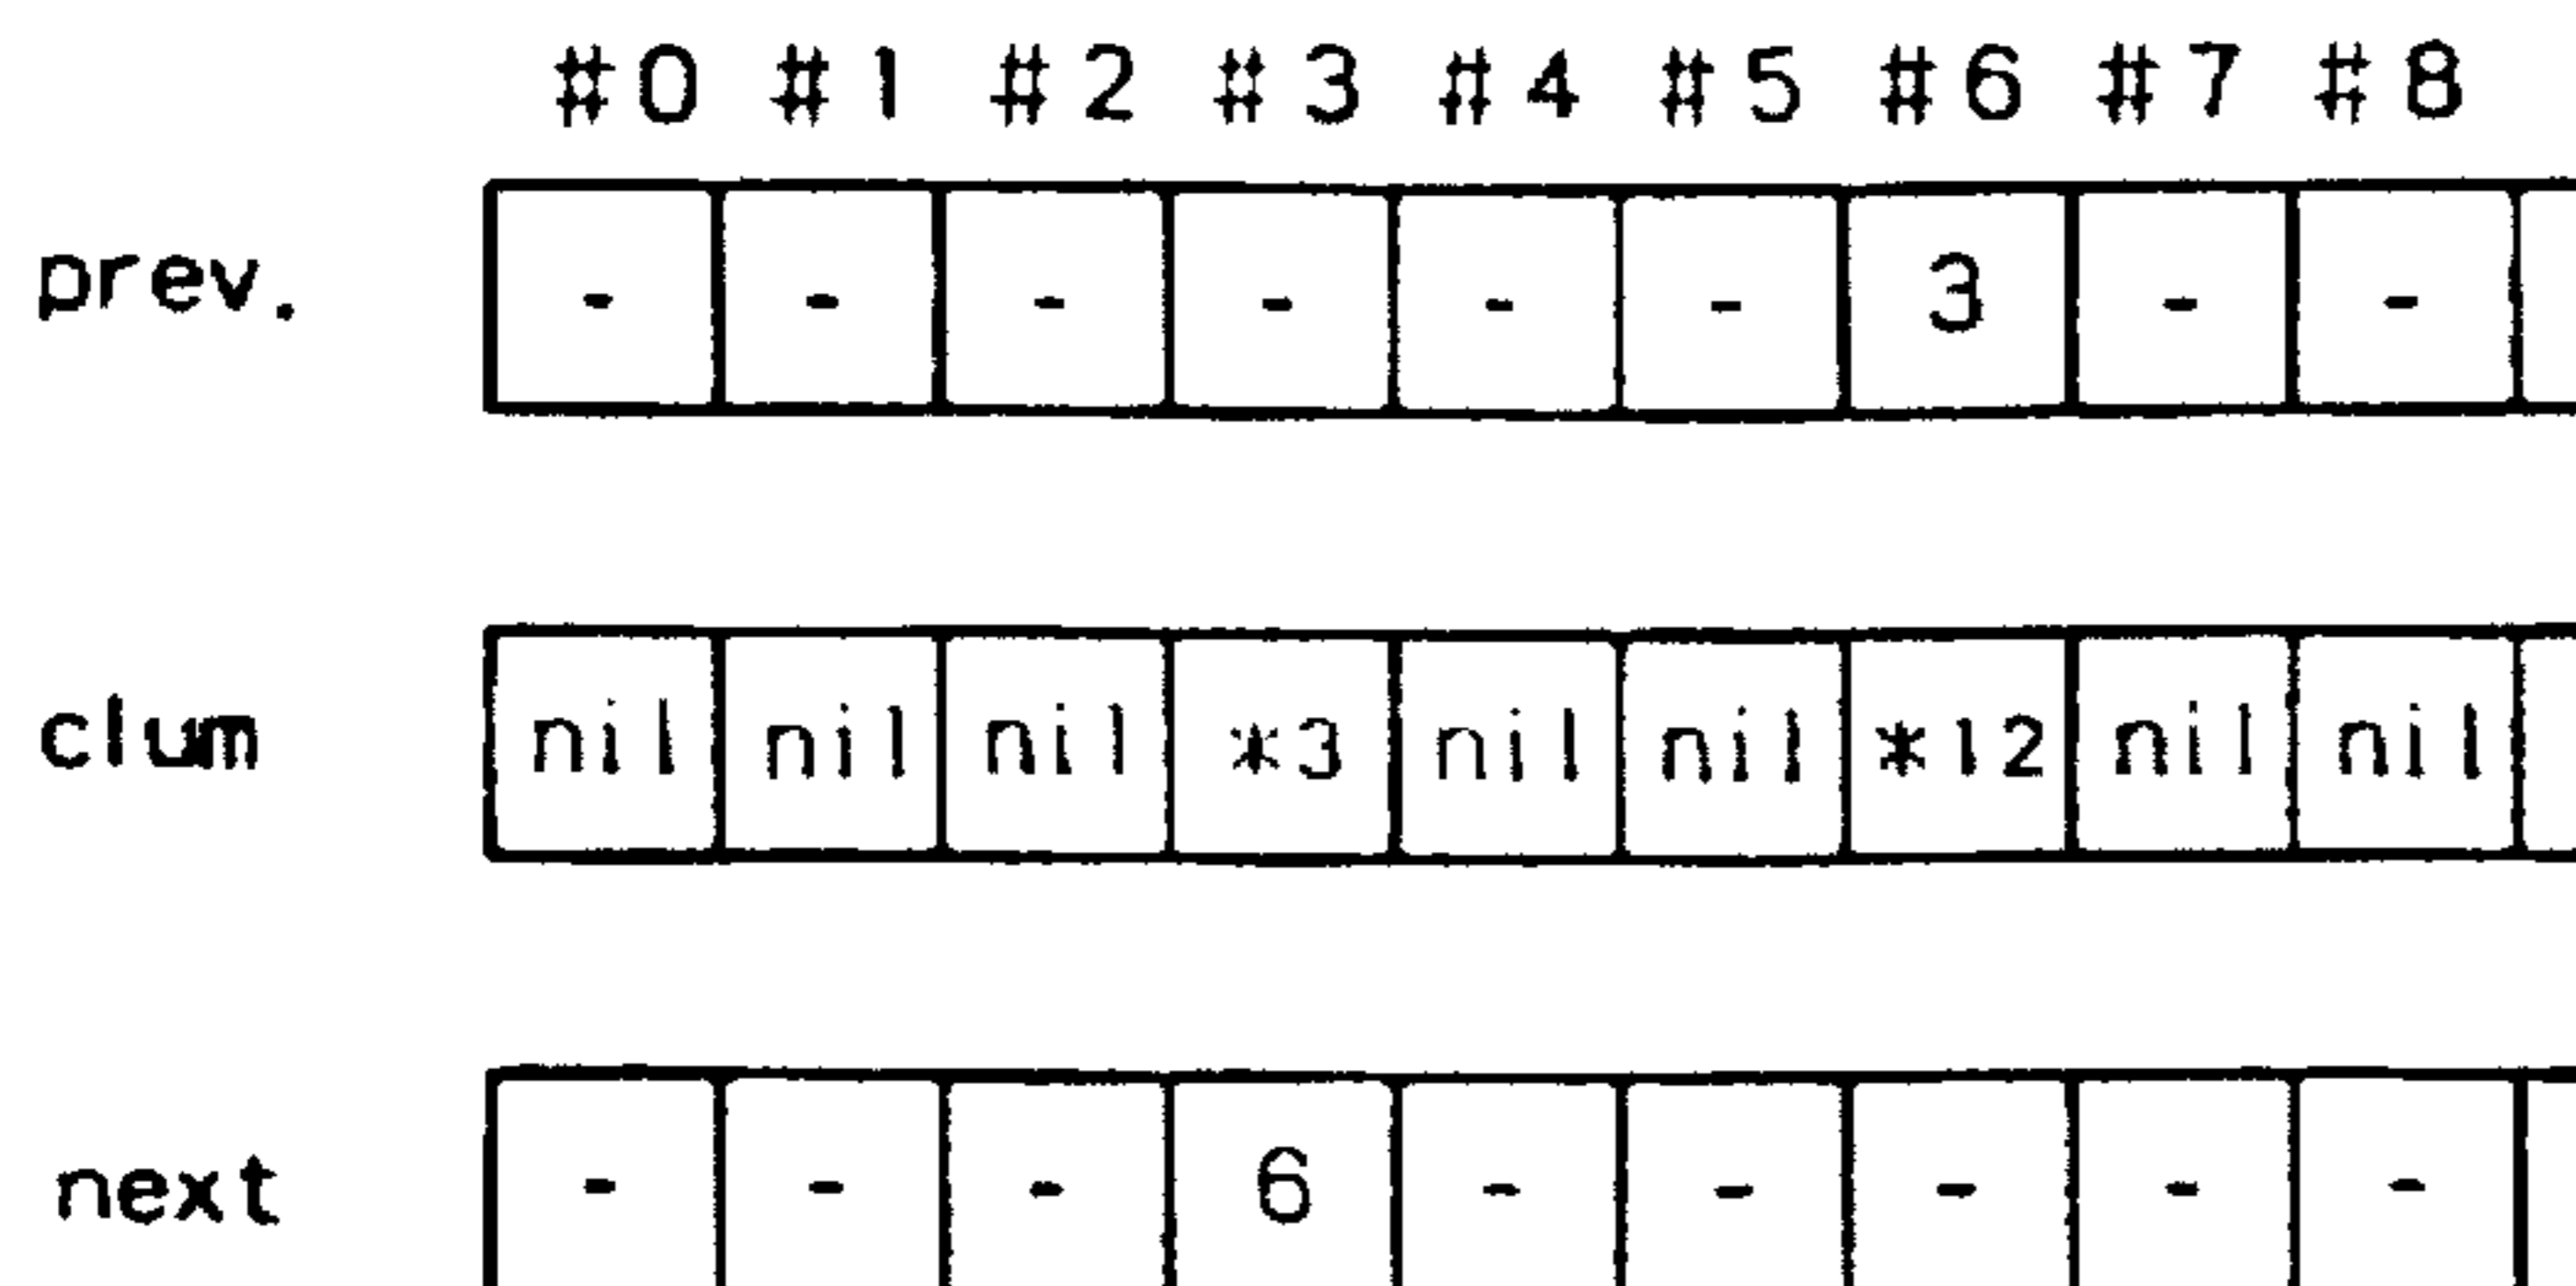 #0 #1 #2 #3 #4 #5 #6 #7 #8
prev. - - - - - - 3 - -
clum nil nil nil *3 nil nil *12 nil nil
next - - - 6 - - - - -